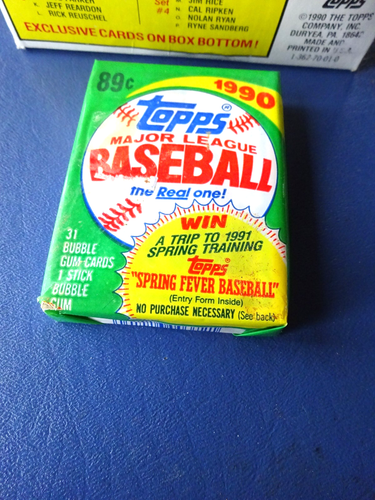 JEFF REARDON
RICK REUSCHEL
Set
#4
JIM RICE
CAL RIPKEN
NOLAN RYAN
RYNE SANDBERG
EXCLUSIVE CARDS ON BOX BOTTOM!
Topps
©1990 THE TOPPS
COMPANY, INC.
DURYEA, PA
MADE AND
PRINTED IN U.S.A.
89¢
1990
Topps®
MAJOR LEAGUE
BASEBALL
the Real one!
31
BUBBLE
GUM CARDS
1 STICK
BUBBLE
GUM
WIN
A TRIP TO 1991
SPRING TRAINING
Topps
"SPRING FEVER BASEBALL"
(Entry Form Inside)
NO PURCHASE NECESSARY (See back)